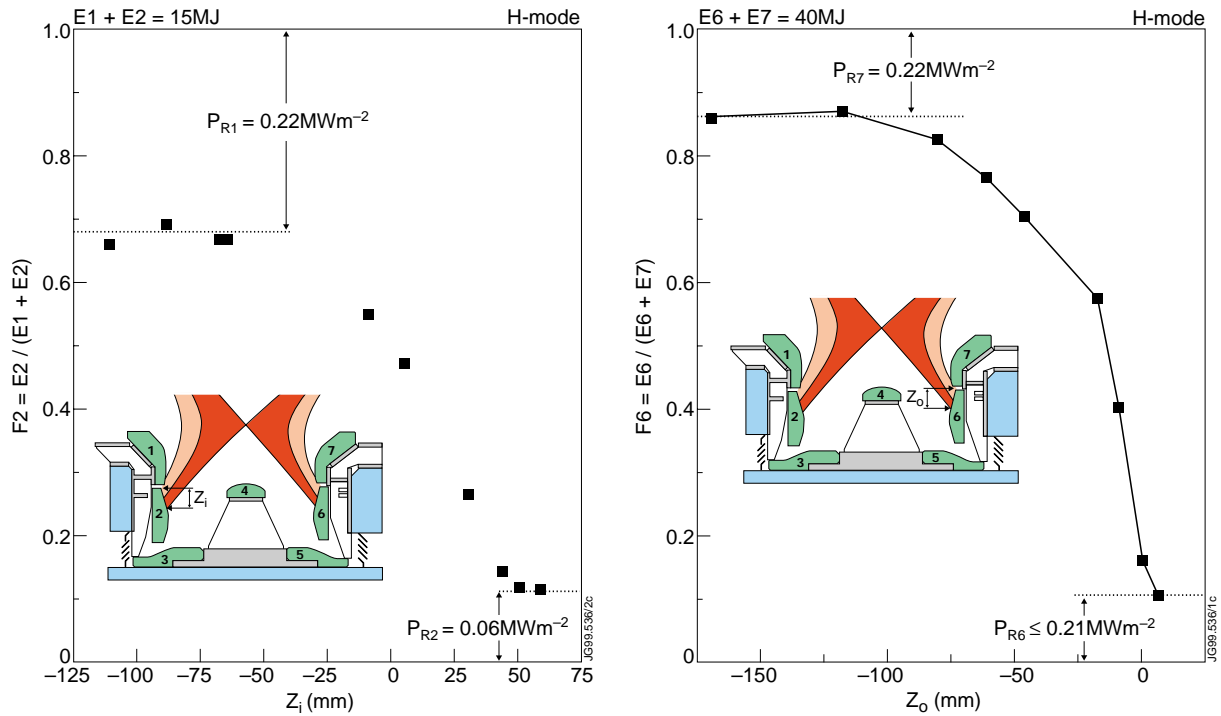 E1 + E2 = 15MJ
H-mode
1.0
0.8
0.6
0.4
0.2
0
F2 = E2 / (E1 + E2)
P_R1 = 0.22MWm⁻²
P_R2 = 0.06MWm⁻²
1
7
2
Z_i
4
6
3
5
−125
−100
−75
−50
−25
0
25
50
75
Z_i (mm)
JG99.536/2c
E6 + E7 = 40MJ
H-mode
1.0
0.8
0.6
0.4
0.2
0
F6 = E6 / (E6 + E7)
P_R7 = 0.22MWm⁻²
P_R6 ≤ 0.21MWm⁻²
1
7
2
4
Z_o
6
3
5
−150
−100
−50
0
Z_o (mm)
JG99.536/1c